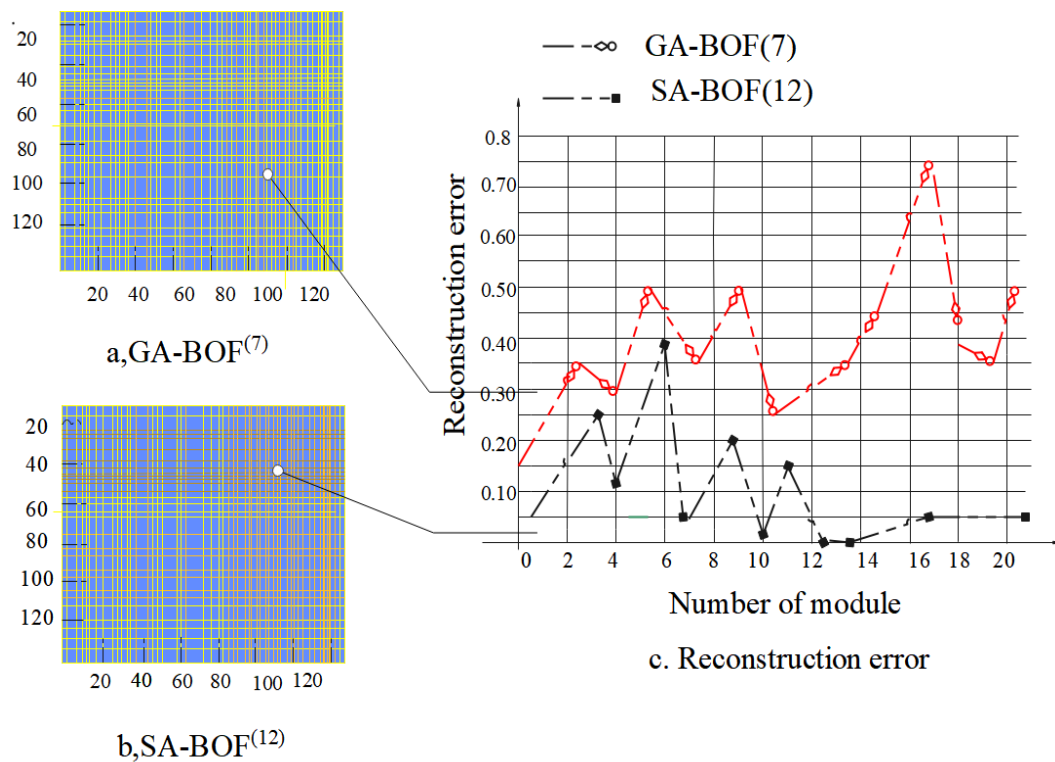 20
40
60
80
100
120
20 40 60 80 100 120
a,GA-BOF(7)
20
40
60
80
100
120
20 40 60 80 100 120
b,SA-BOF(12)
GA-BOF(7)
SA-BOF(12)
Reconstruction error
0.8
0.70
0.60
0.50
0.40
0.30
0.20
0.10
0 2 4 6 8 10 12 14 16 18 20
Number of module
c. Reconstruction error